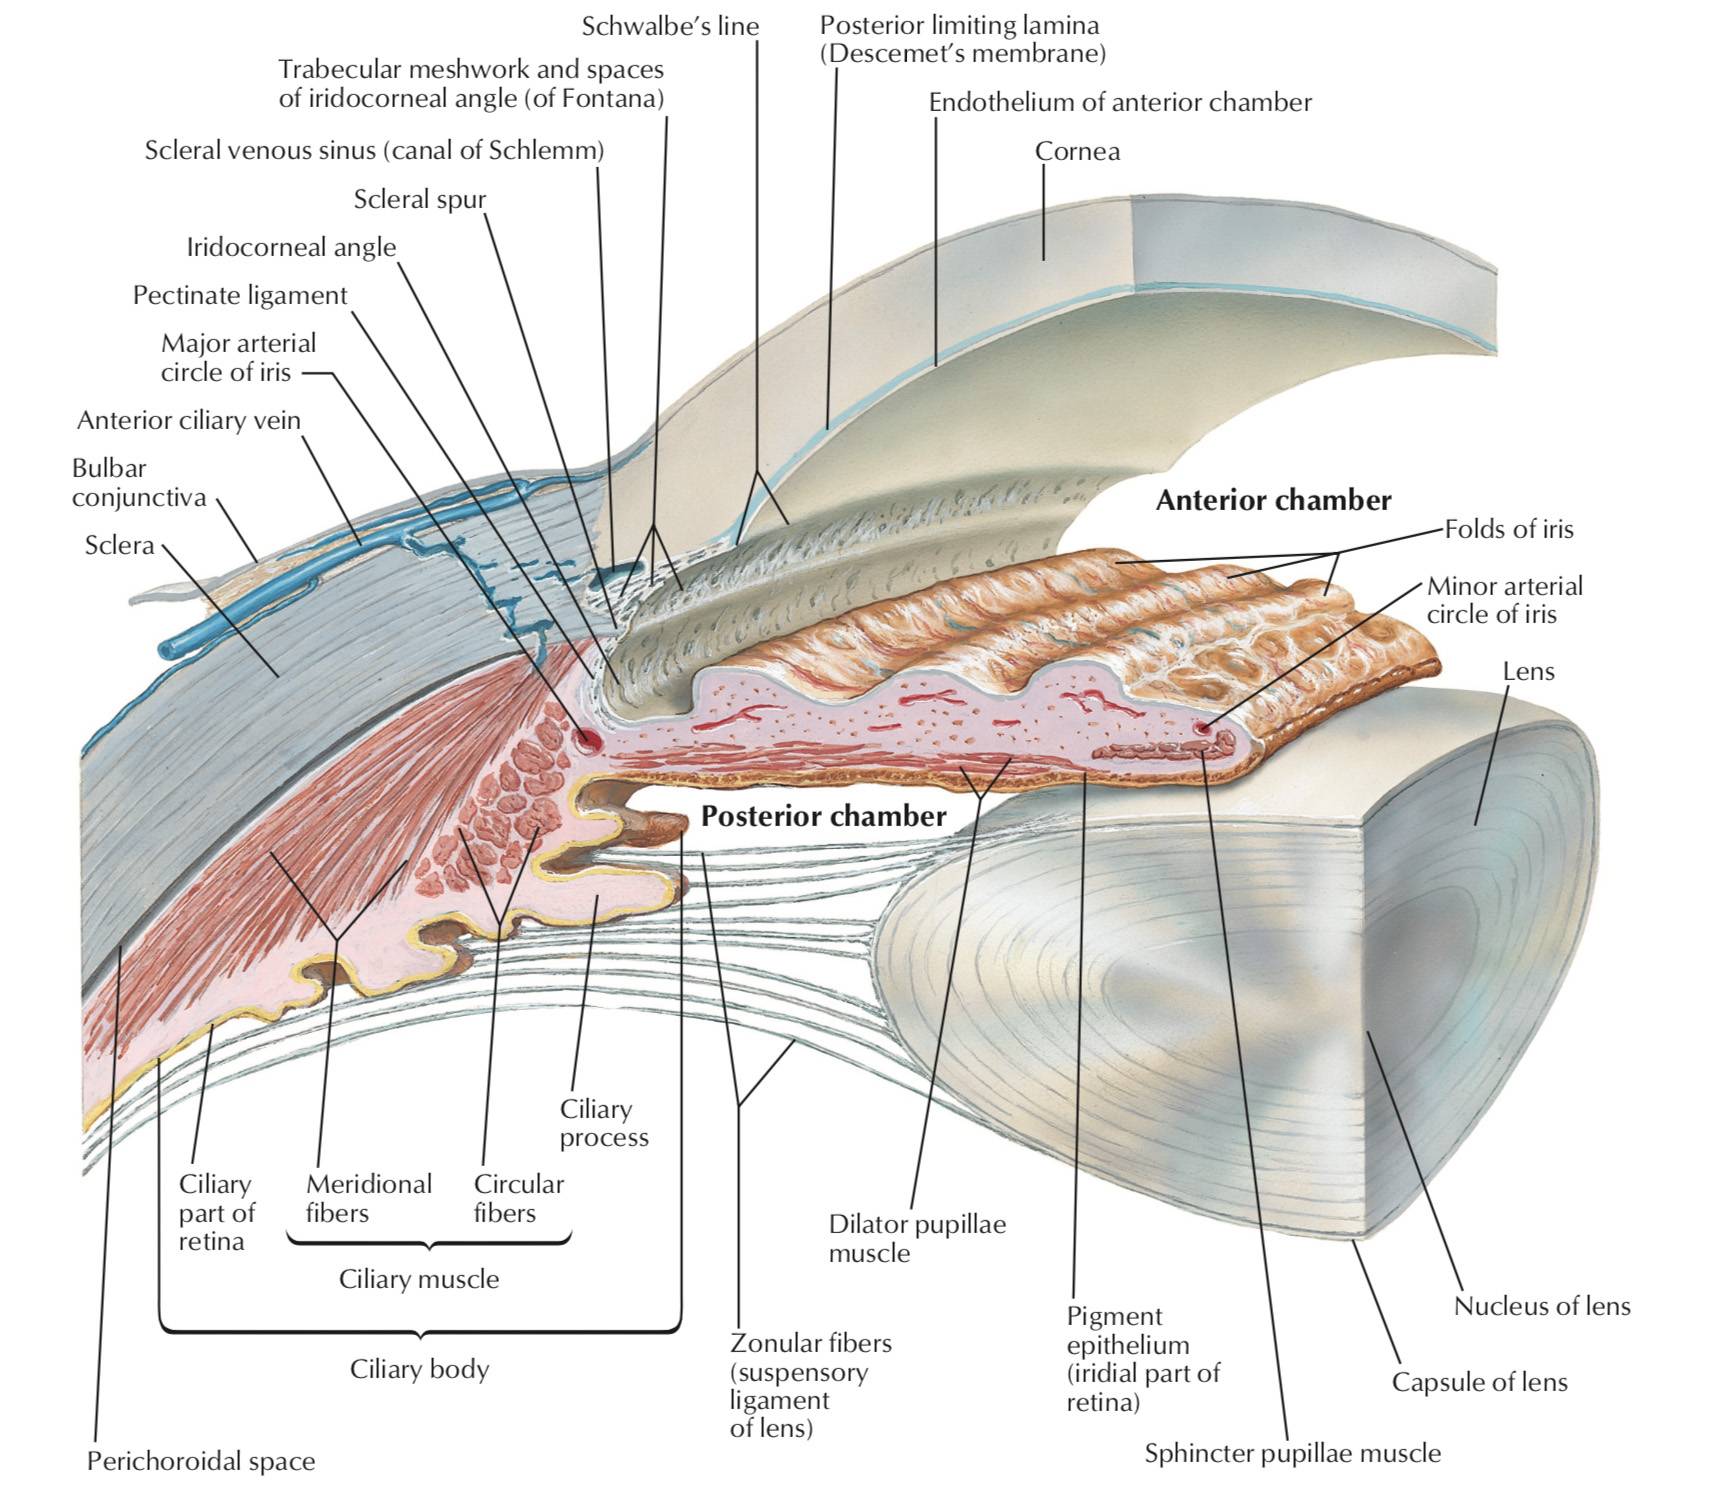 Schwalbe’s line
Posterior limiting lamina
(Descemet’s membrane)
Trabecular meshwork and spaces
of iridocorneal angle (of Fontana)
Endothelium of anterior chamber
Scleral venous sinus (canal of Schlemm)
Cornea
Scleral spur
Iridocorneal angle
Pectinate ligament
Major arterial
circle of iris
Anterior ciliary vein
Bulbar
conjunctiva
Sclera
Anterior chamber
Folds of iris
Minor arterial
circle of iris
Lens
Posterior chamber
Ciliary
process
Ciliary
part of
retina
Meridional
fibers
Circular
fibers
Ciliary muscle
Ciliary body
Perichoroidal space
Dilator pupillae
muscle
Zonular fibers
(suspensory
ligament
of lens)
Pigment
epithelium
(iridial part of
retina)
Nucleus of lens
Capsule of lens
Sphincter pupillae muscle